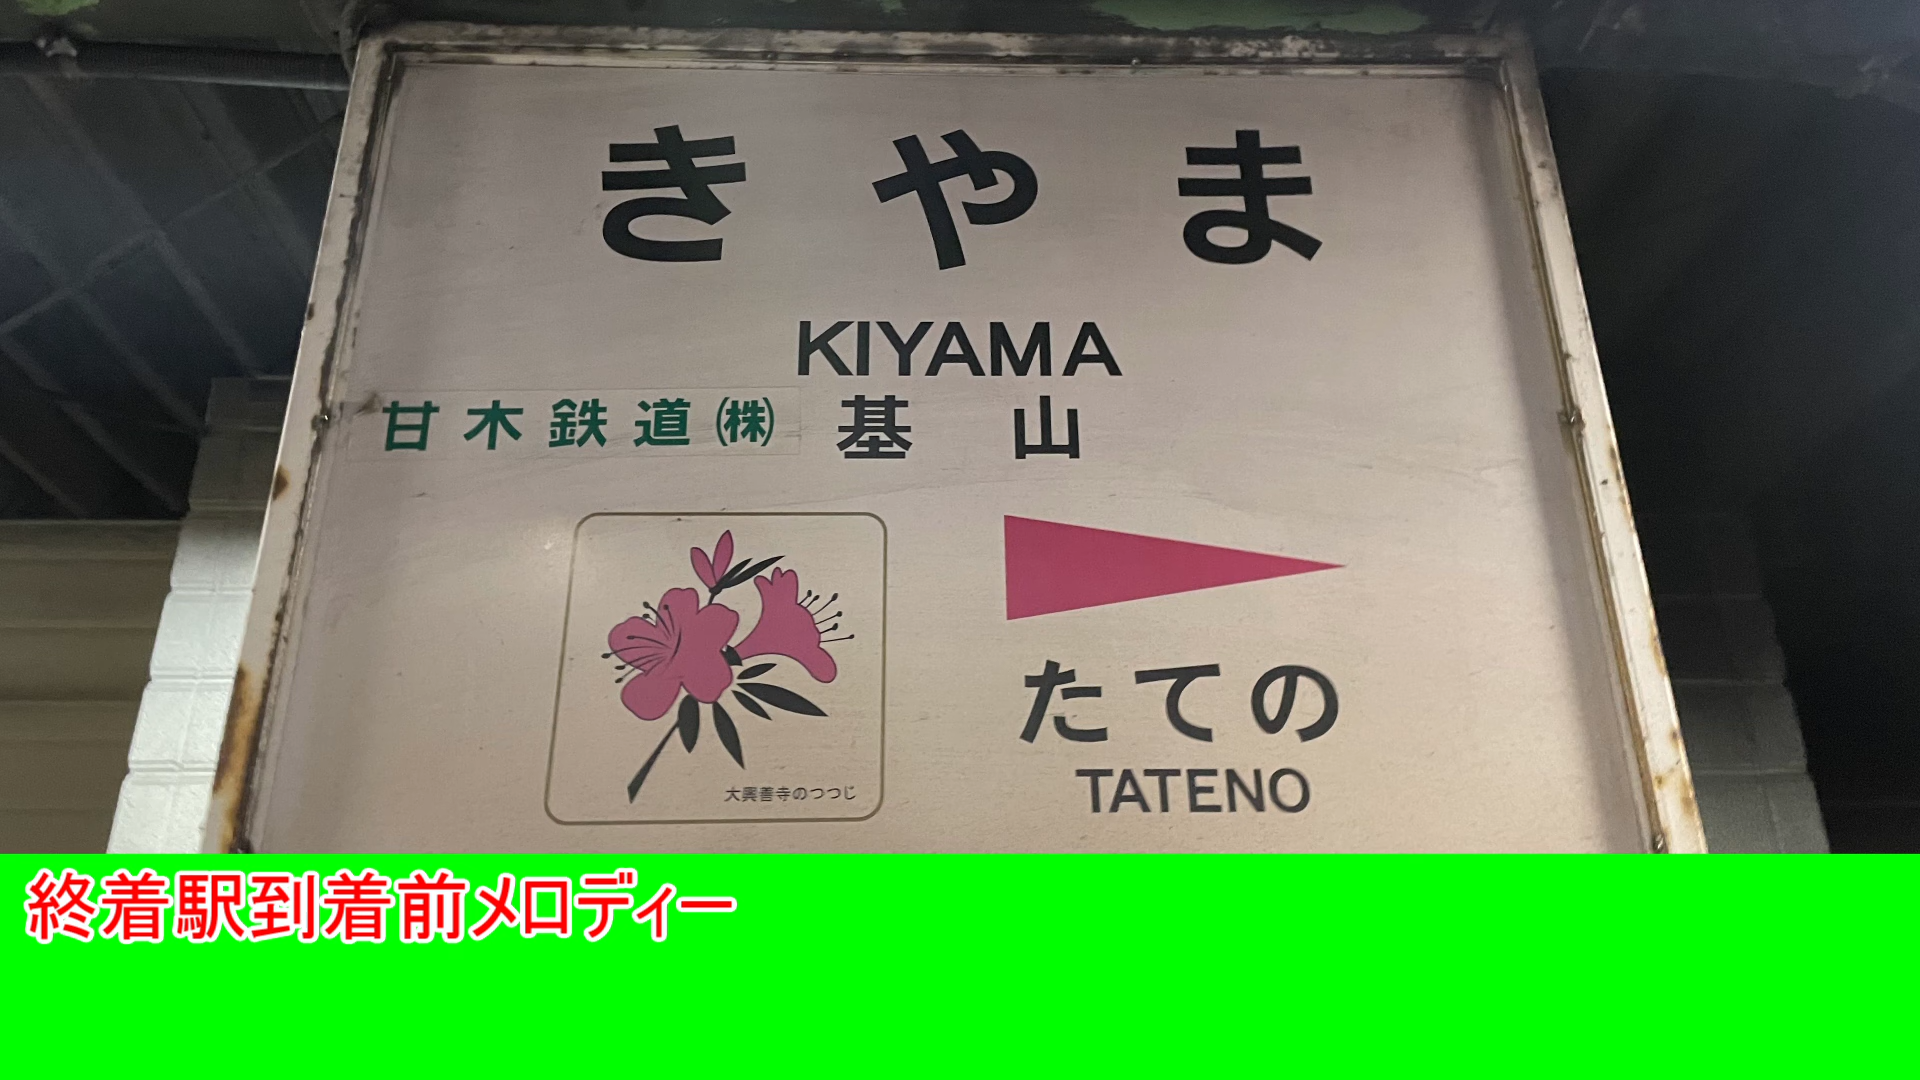 きやま
KIYAMA
甘木鉄道㈱ 基山
大興善寺のつつじ
たての
TATENO
終着駅到着前メロディー